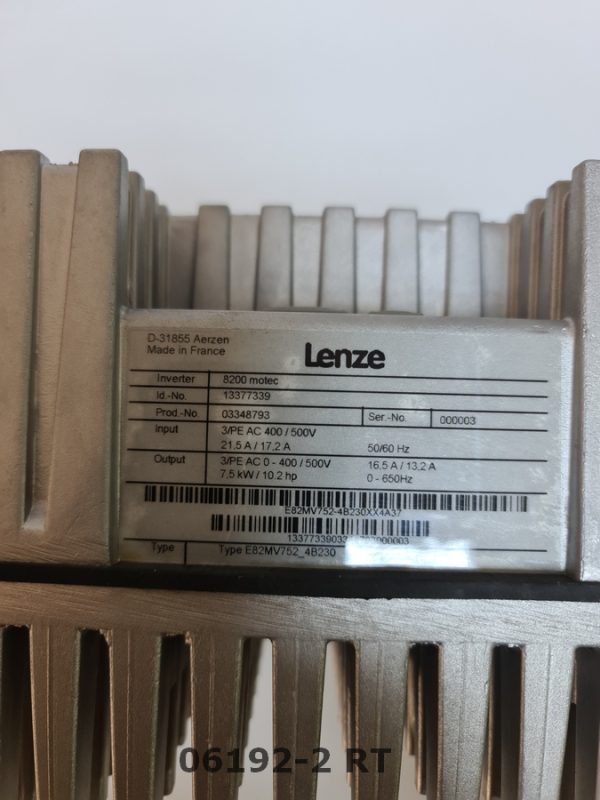 D-31855 Aerzen
Made in France
Lenze
Inverter 8200 motec
Id.-No. 13377339
Prod.-No. 03348793 Ser.-No. 000003
Input 3/PE AC 400 / 500V
21.5 A / 17,2 A 50/60 Hz
Output 3/PE AC 0 - 400 / 500V 16.5 A / 13,2 A
7,5 kW / 10.2 hp 0 - 650Hz
E82MV752-4B230XX4A37
Type Type E82MV752_4B230
06192-2 RT